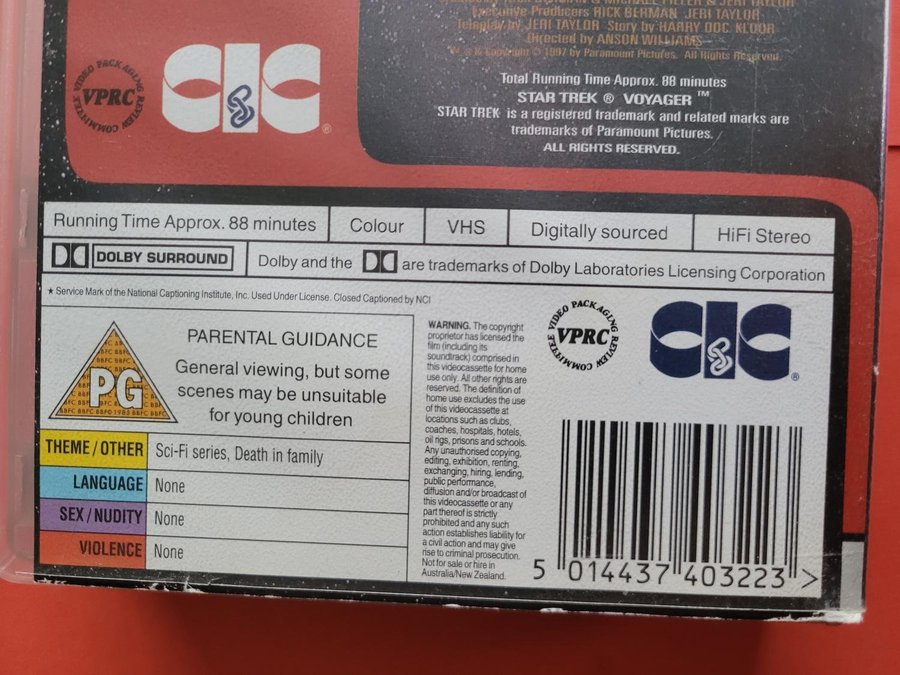 & MICHAEL PILLER & JERI TAYLOR
Executive Producers RICK BERMAN JERI TAYLOR
Teleplay by JERI TAYLOR Story by HARRY DOC KLOOR
Directed by ANSON WILLIAMS
™ ® & Copyright © 1997 by Paramount Pictures. All Rights Reserved.
Total Running Time Approx. 88 minutes
STAR TREK ® VOYAGER ™
STAR TREK is a registered trademark and related marks are
trademarks of Paramount Pictures.
ALL RIGHTS RESERVED.
VIDEO PACKAGING REVIEW COMMITTEE
VPRC
CIC
®
Running Time Approx. 88 minutes
Colour
VHS
Digitally sourced
HiFi Stereo
DOLBY SURROUND
Dolby and the
are trademarks of Dolby Laboratories Licensing Corporation
★ Service Mark of the National Captioning Institute, Inc. Used Under License. Closed Captioned by NCI
PG
BBFC 1985
PARENTAL GUIDANCE
General viewing, but some
scenes may be unsuitable
for young children
THEME / OTHER Sci-Fi series, Death in family
LANGUAGE None
SEX / NUDITY None
VIOLENCE None
WARNING. The copyright
proprietor has licensed the
film (including its
soundtrack) comprised in
this videocassette for home
use only. All other rights are
reserved. The definition of
home use excludes the use
of this videocassette at
locations such as clubs,
coaches, hospitals, hotels,
oil rigs, prisons and schools.
Any unauthorised copying,
editing, exhibition, renting,
exchanging, hiring, lending,
public performance,
diffusion and/or broadcast of
this videocassette or any
part thereof is strictly
prohibited and any such
action establishes liability for
a civil action and may give
rise to criminal prosecution.
Not for sale or hire in
Australia/New Zealand.
VIDEO PACKAGING REVIEW COMMITTEE
VPRC
CIC
®
5 014437 403223 >